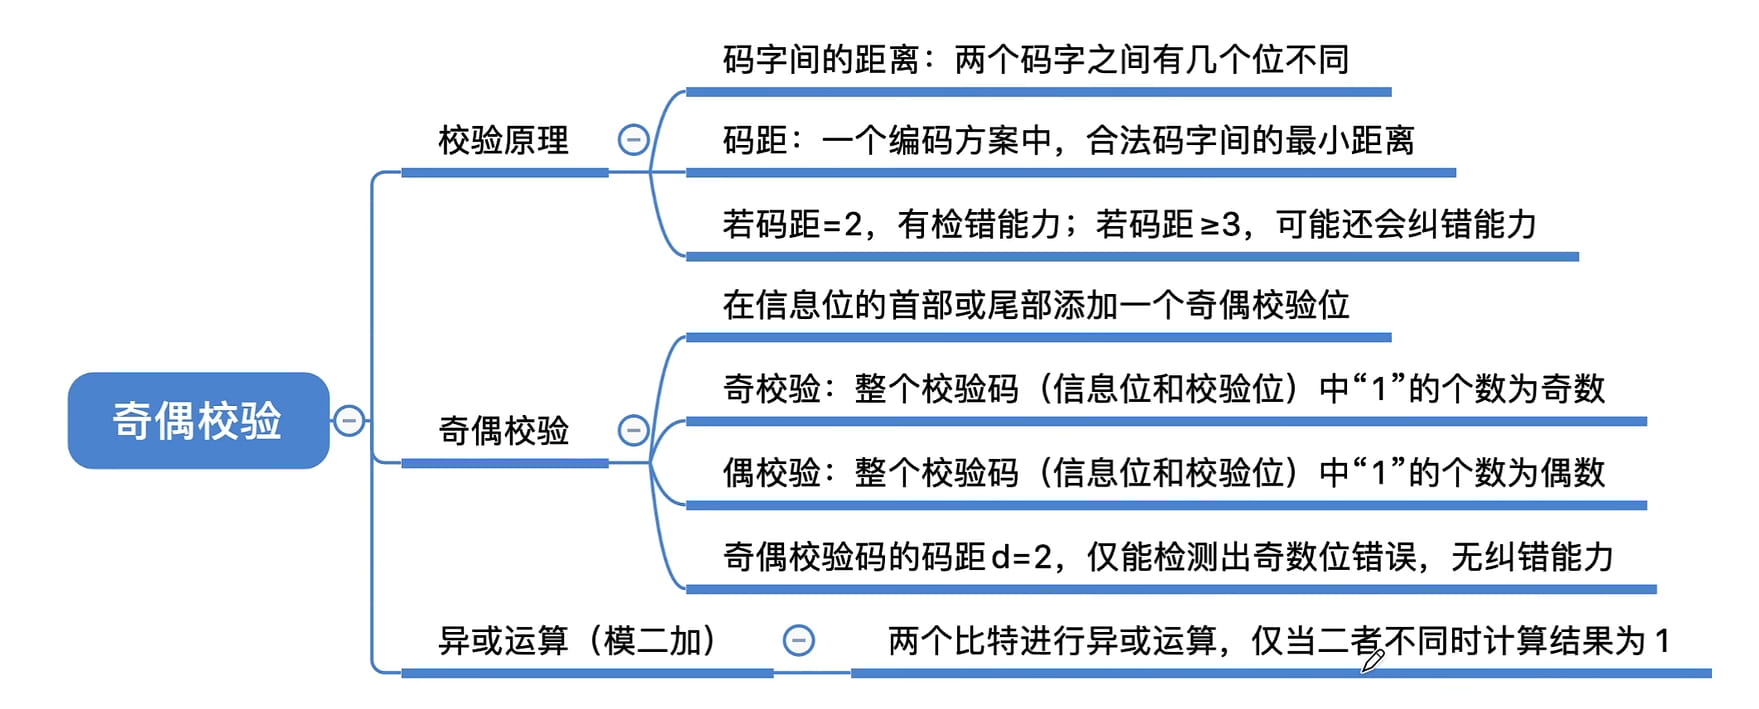 奇偶校验
校验原理
码字间的距离：两个码字之间有几个位不同
码距：一个编码方案中，合法码字间的最小距离
若码距=2，有检错能力；若码距≥3，可能还会纠错能力
奇偶校验
在信息位的首部或尾部添加一个奇偶校验位
奇校验：整个校验码（信息位和校验位）中“1”的个数为奇数
偶校验：整个校验码（信息位和校验位）中“1”的个数为偶数
奇偶校验码的码距d=2，仅能检测出奇数位错误，无纠错能力
异或运算（模二加）
两个比特进行异或运算，仅当二者不同时计算结果为1